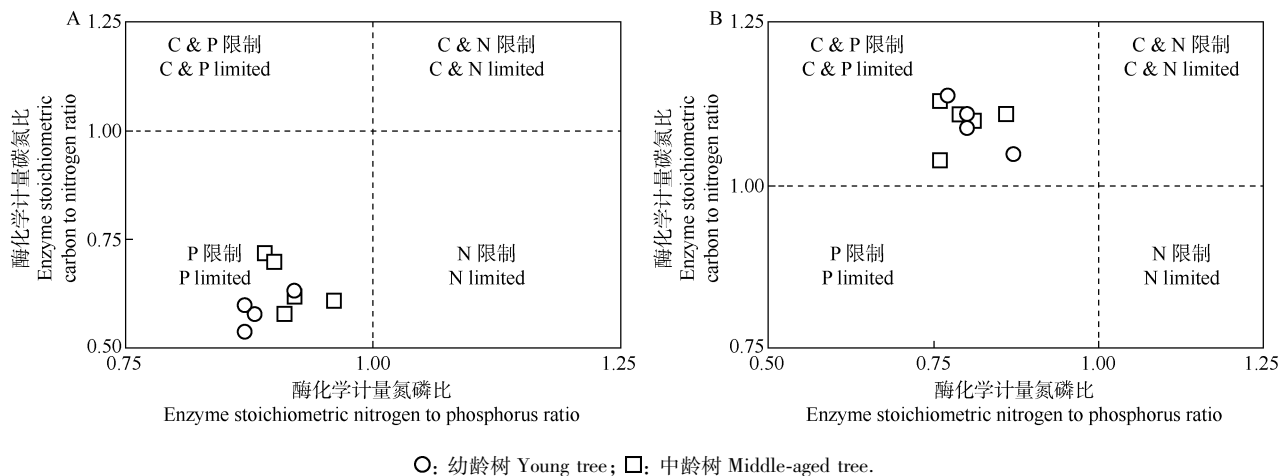 A
1.25
1.00
0.75
0.50
0.75
1.00
1.25
C & P 限制
C & P limited
C & N 限制
C & N limited
P 限制
P limited
N 限制
N limited
酶化学计量碳氮比
Enzyme stoichiometric
carbon to nitrogen ratio
酶化学计量氮磷比
Enzyme stoichiometric nitrogen to phosphorus ratio
B
1.25
1.00
0.75
0.50
0.75
1.00
1.25
C & P 限制
C & P limited
C & N 限制
C & N limited
P 限制
P limited
N 限制
N limited
酶化学计量碳氮比
Enzyme stoichiometric
carbon to nitrogen ratio
酶化学计量氮磷比
Enzyme stoichiometric nitrogen to phosphorus ratio
: 幼龄树 Young tree; : 中龄树 Middle-aged tree.